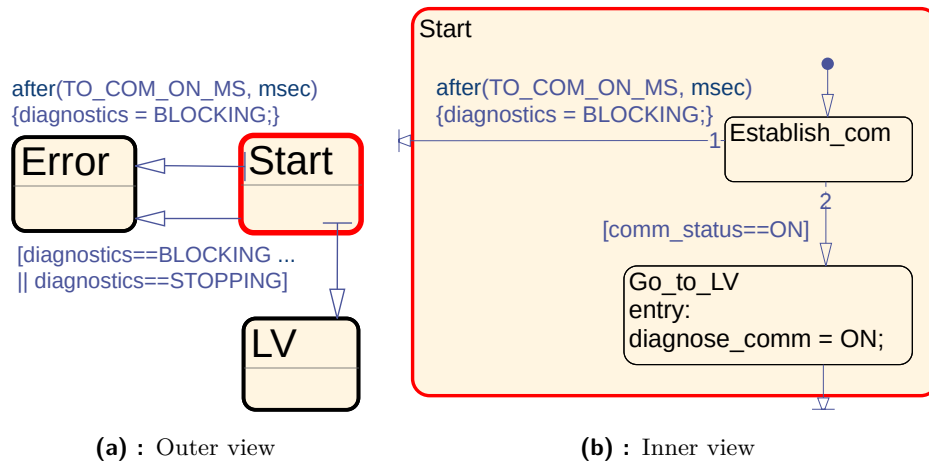 after(TO_COM_ON_MS, msec)
{diagnostics = BLOCKING;}
Error
Start
[diagnostics==BLOCKING ...
|| diagnostics==STOPPING]
LV
(a) : Outer view
Start
after(TO_COM_ON_MS, msec)
{diagnostics = BLOCKING;}
1
Establish_com
2
[comm_status==ON]
Go_to_LV
entry:
diagnose_comm = ON;
(b) : Inner view